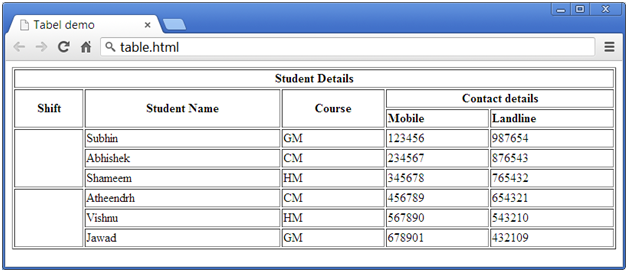 Tabel demo
table.html
Student Details
Shift Student Name Course Contact details
Mobile Landline
Subhin GM 123456 987654
Abhishek CM 234567 876543
Shameem HM 345678 765432
Atheendrh CM 456789 654321
Vishnu HM 567890 543210
Jawad GM 678901 432109